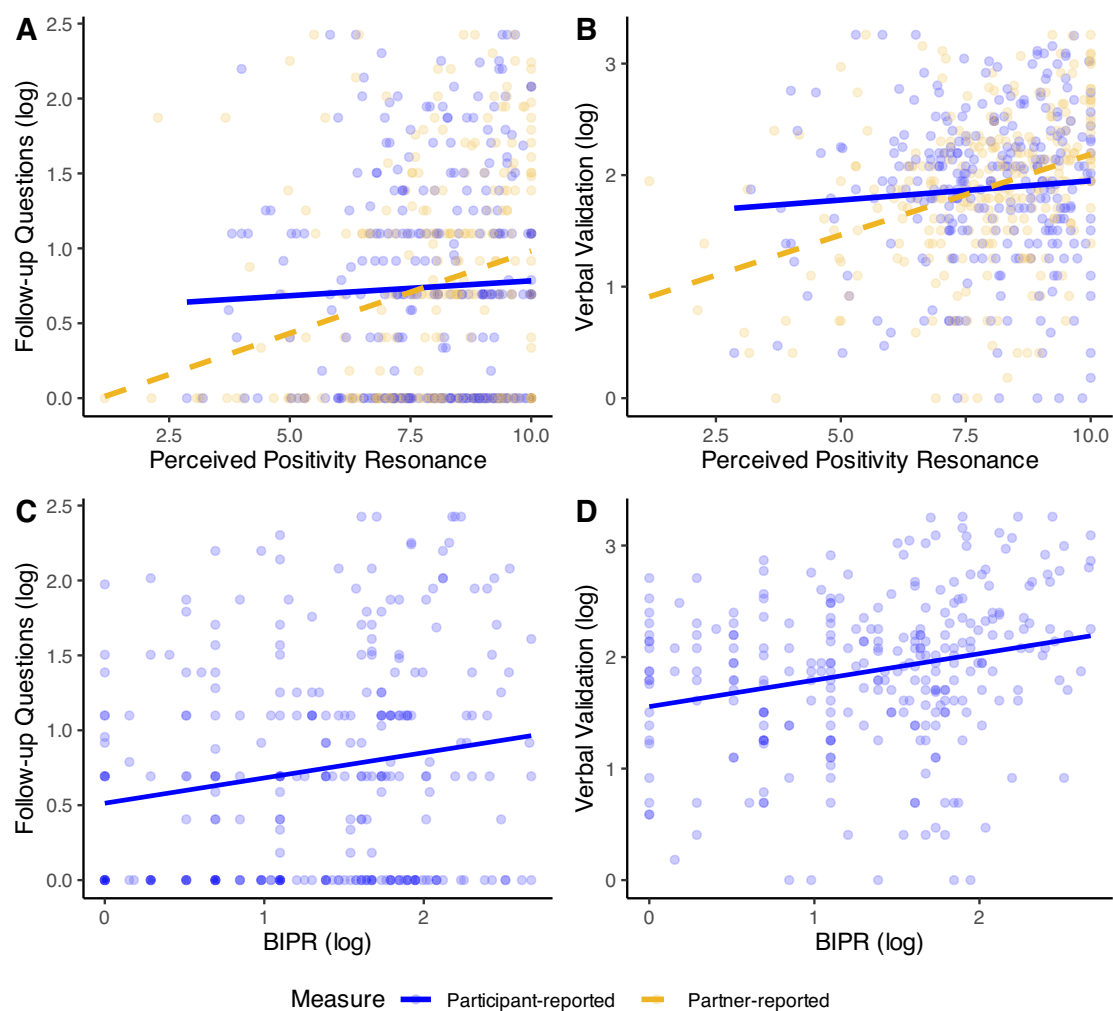 A
Follow-up Questions (log)
2.5
2.0
1.5
1.0
0.5
0.0
2.5 5.0 7.5 10.0
Perceived Positivity Resonance
B
Verbal Validation (log)
3
2
1
0
2.5 5.0 7.5 10.0
Perceived Positivity Resonance
C
Follow-up Questions (log)
2.5
2.0
1.5
1.0
0.5
0.0
0 1 2
BIPR (log)
D
Verbal Validation (log)
3
2
1
0
0 1 2
BIPR (log)
Measure Participant-reported Partner-reported